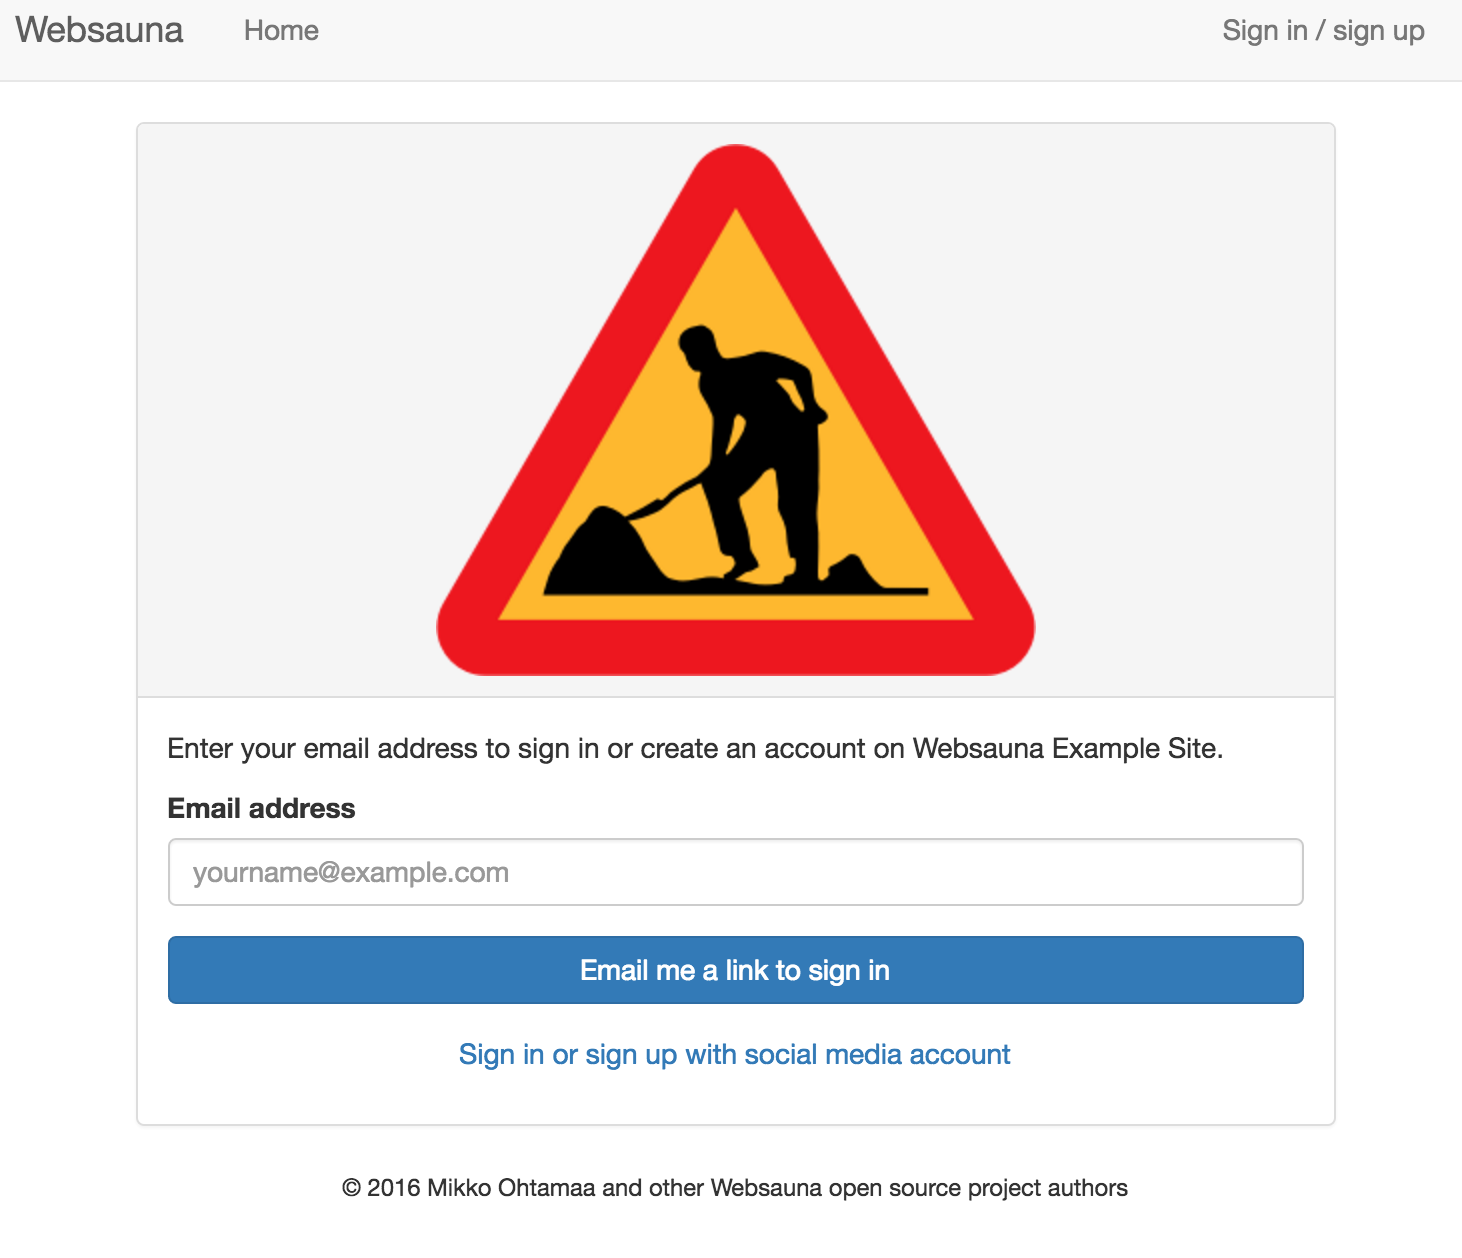 Websauna Home Sign in / sign up
Enter your email address to sign in or create an account on Websauna Example Site.
Email address
yourname@example.com
Email me a link to sign in
Sign in or sign up with social media account
© 2016 Mikko Ohtamaa and other Websauna open source project authors